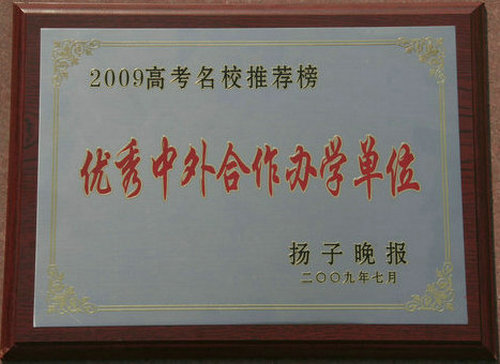 2009高考名校推荐榜
优秀中外合作办学单位
扬子晚报
二〇〇九年七月